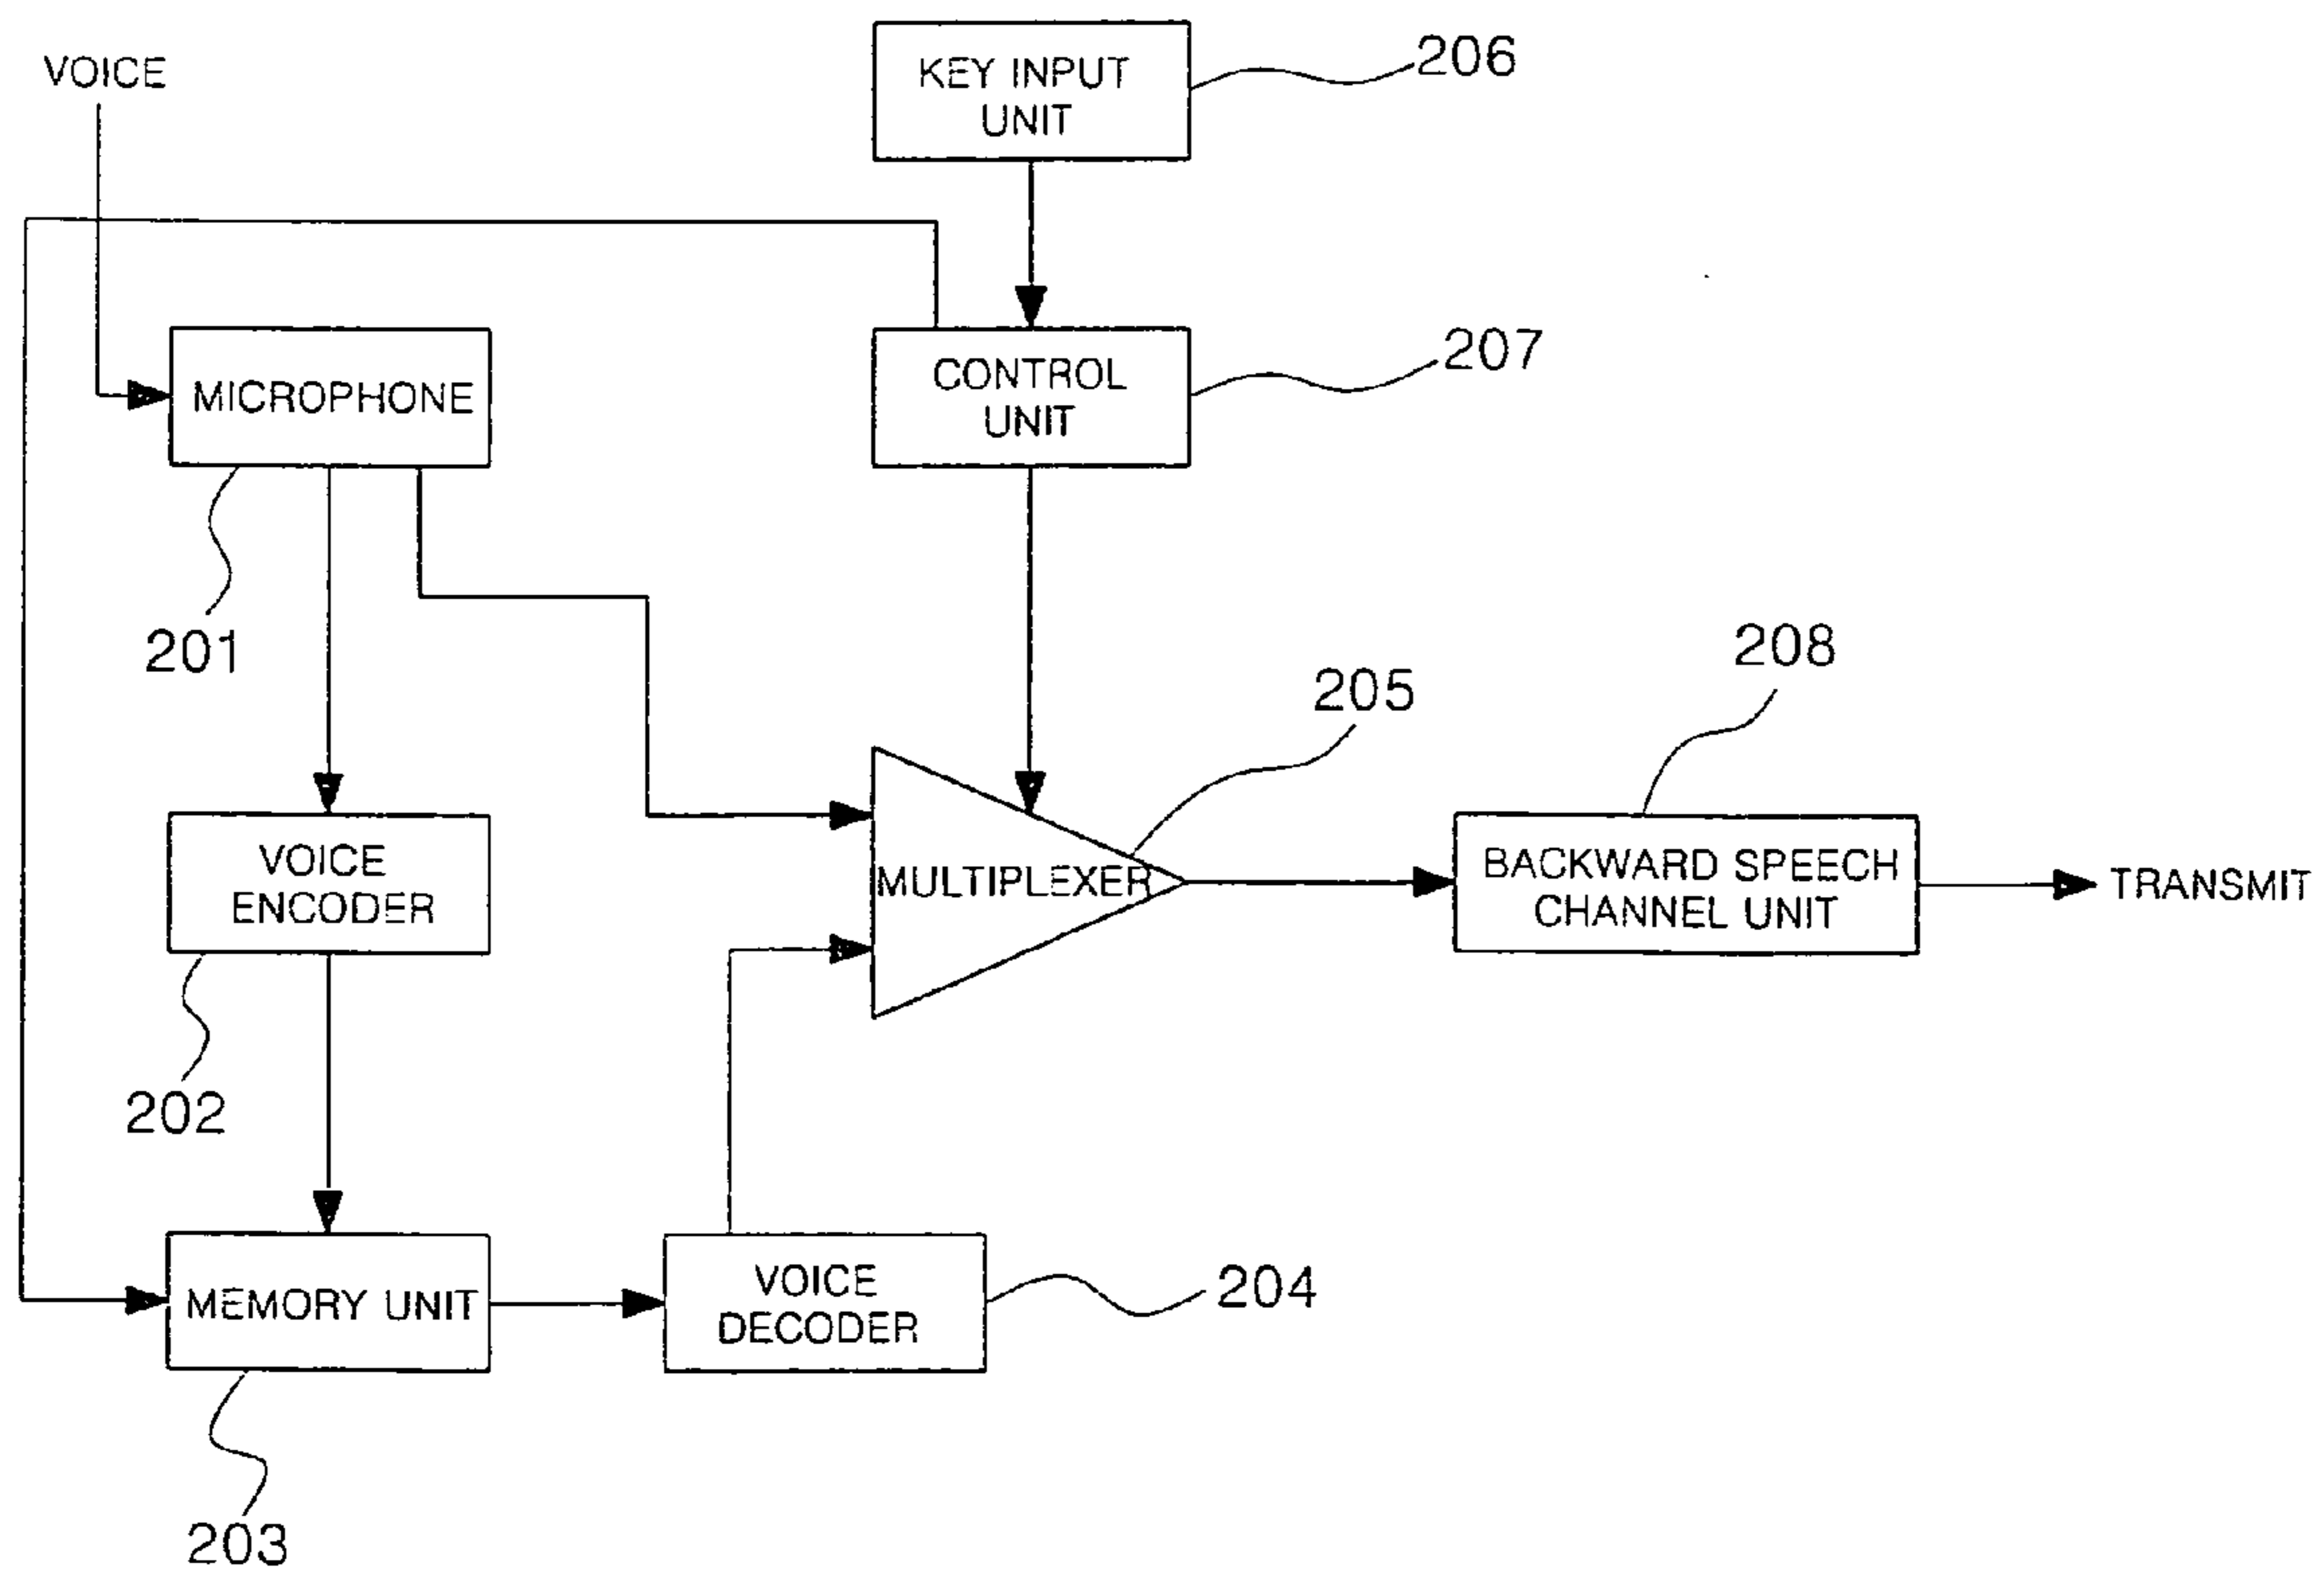 VOICE
KEY INPUT
UNIT
206
MICROPHONE
CONTROL
UNIT
207
201
208
205
VOICE
ENCODER
MULTIPLEXER
BACKWARD SPEECH
CHANNEL UNIT
TRANSMIT
202
MEMORY UNIT
VOICE
DECODER
204
203